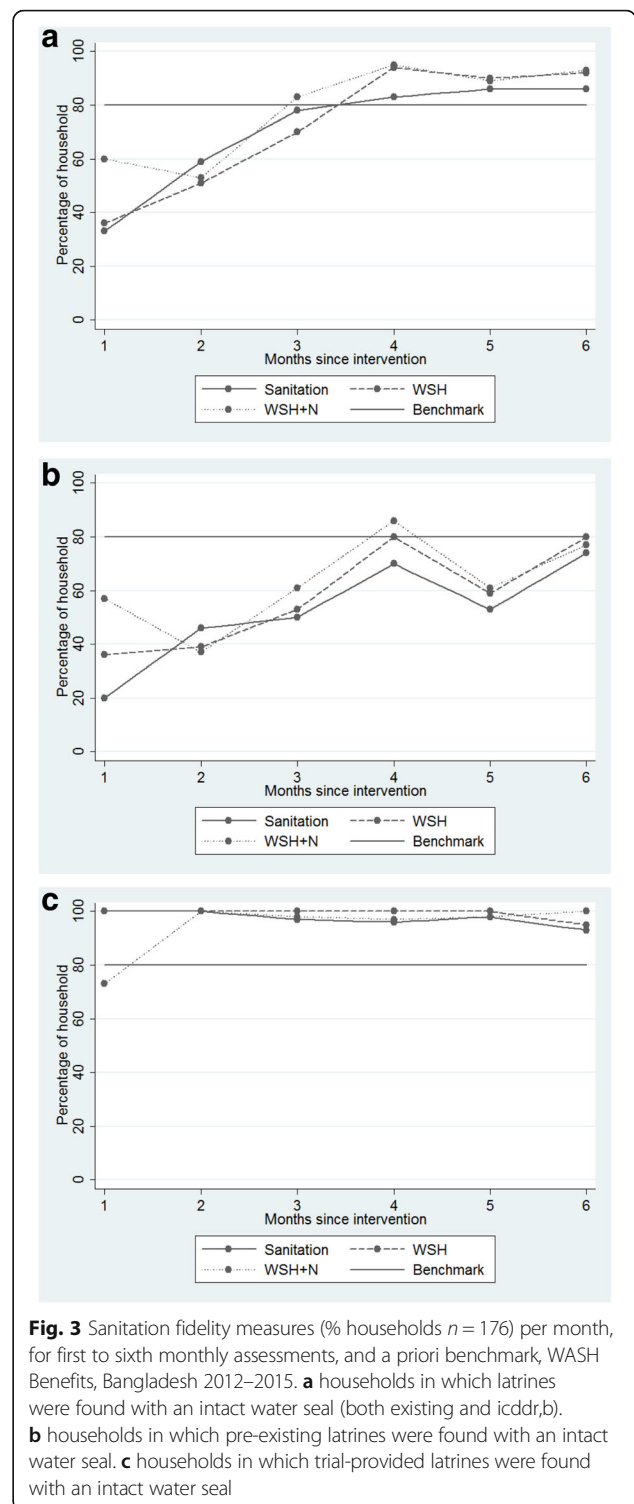 a
100
80
60
40
20
0
Percentage of household
1 2 3 4 5 6
Months since intervention
Sanitation WSH
WSH+N Benchmark
b
100
80
60
40
20
0
Percentage of household
1 2 3 4 5 6
Months since intervention
Sanitation WSH
WSH+N Benchmark
c
100
80
60
40
20
0
Percentage of household
1 2 3 4 5 6
Months since intervention
Sanitation WSH
WSH+N Benchmark
Fig. 3 Sanitation fidelity measures (% households n = 176) per month,
for first to sixth monthly assessments, and a priori benchmark, WASH
Benefits, Bangladesh 2012–2015. a households in which latrines
were found with an intact water seal (both existing and icddr,b).
b households in which pre-existing latrines were found with an intact
water seal. c households in which trial-provided latrines were found
with an intact water seal